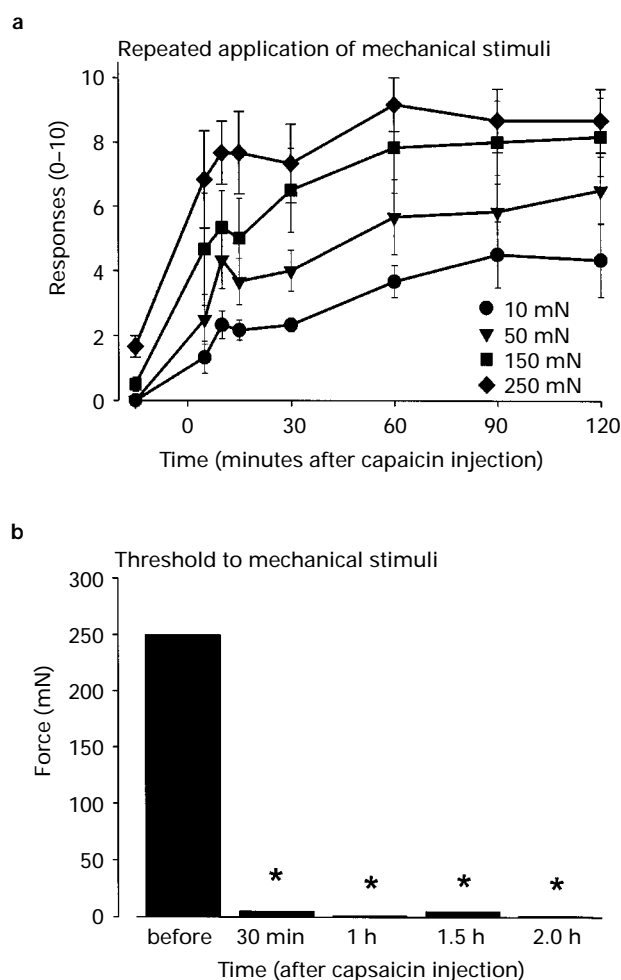 a
Repeated application of mechanical stimuli
10
8
6
4
2
0
Responses (0–10)
10 mN
50 mN
150 mN
250 mN
0 30 60 90 120
Time (minutes after capaicin injection)
b
Threshold to mechanical stimuli
300
250
200
150
100
50
0
Force (mN)
* * * *
before 30 min 1 h 1.5 h 2.0 h
Time (after capsaicin injection)